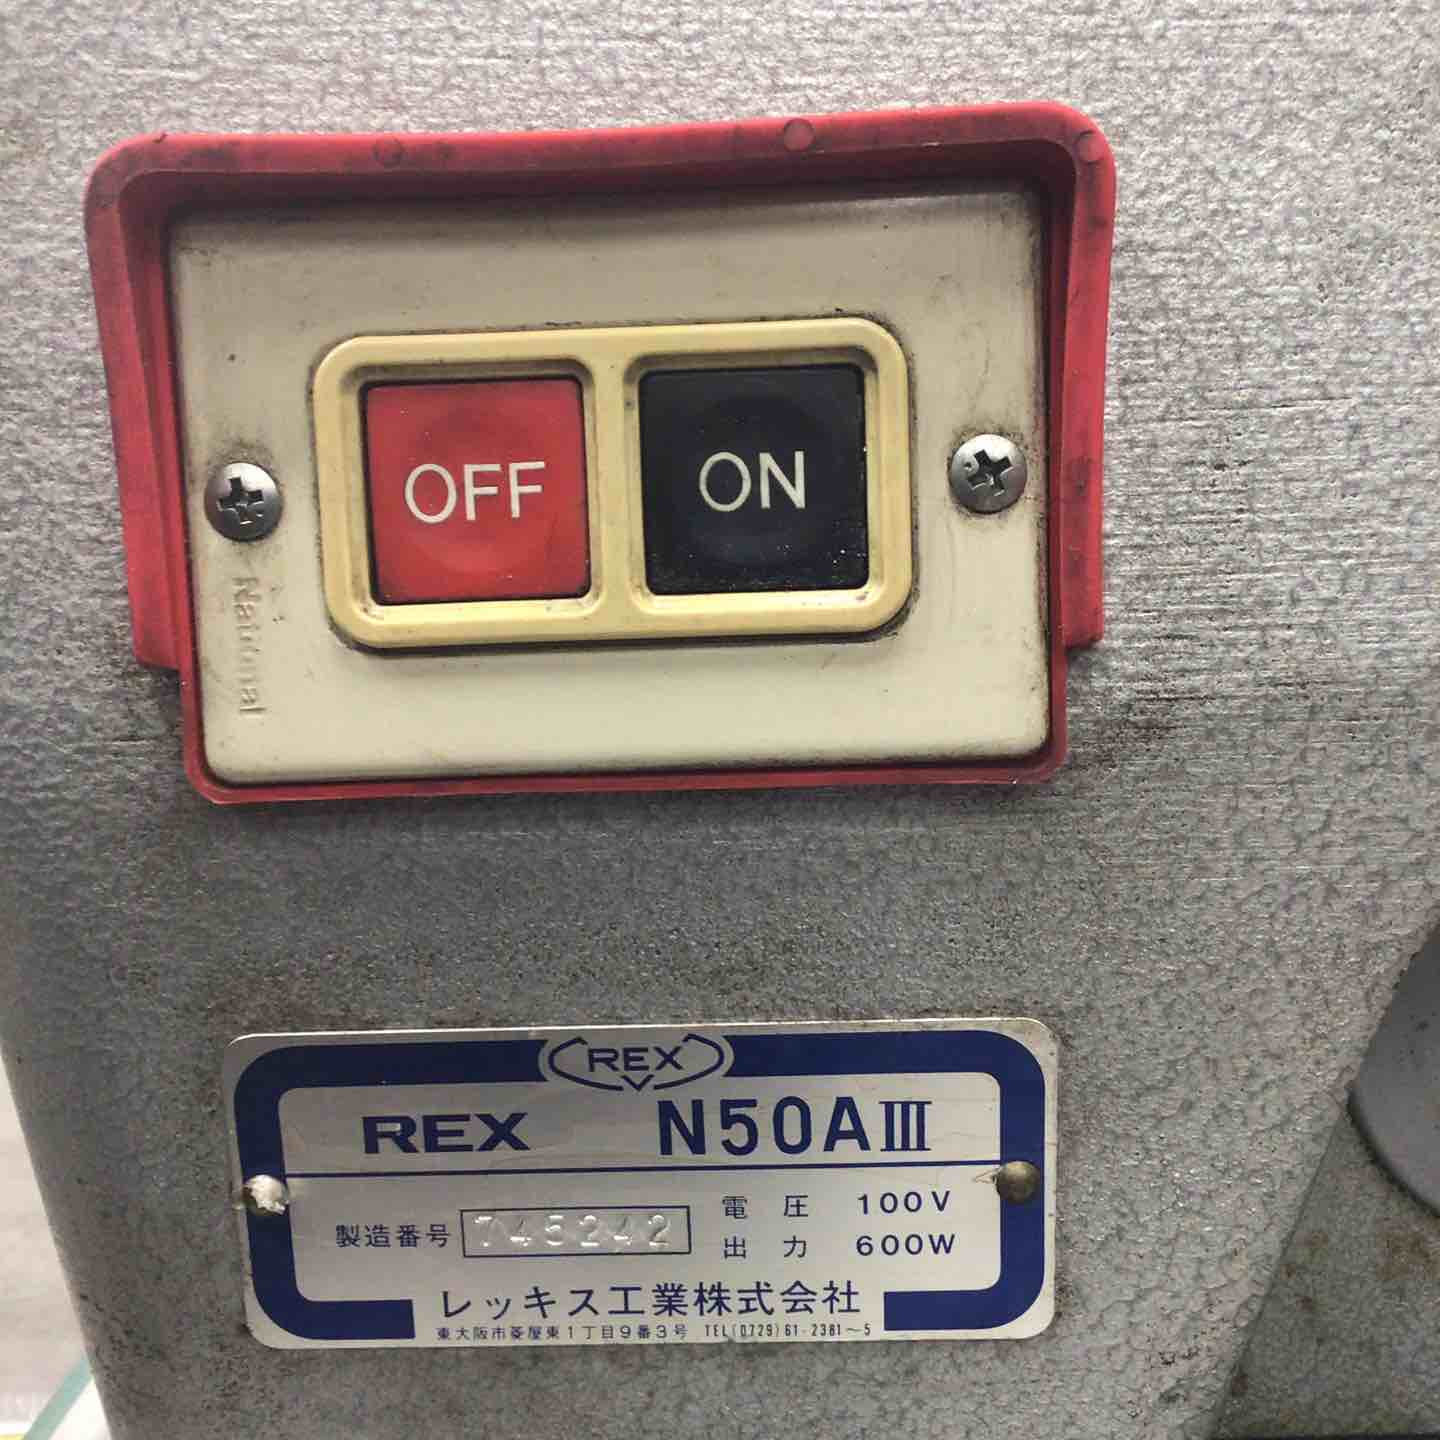 OFF
ON
National
REX
REX N50AⅢ
製造番号 745242
電圧 100V
出力 600W
レッキス工業株式会社
東大阪市菱屋東1丁目9番3号 TEL(0729)61-2381~5